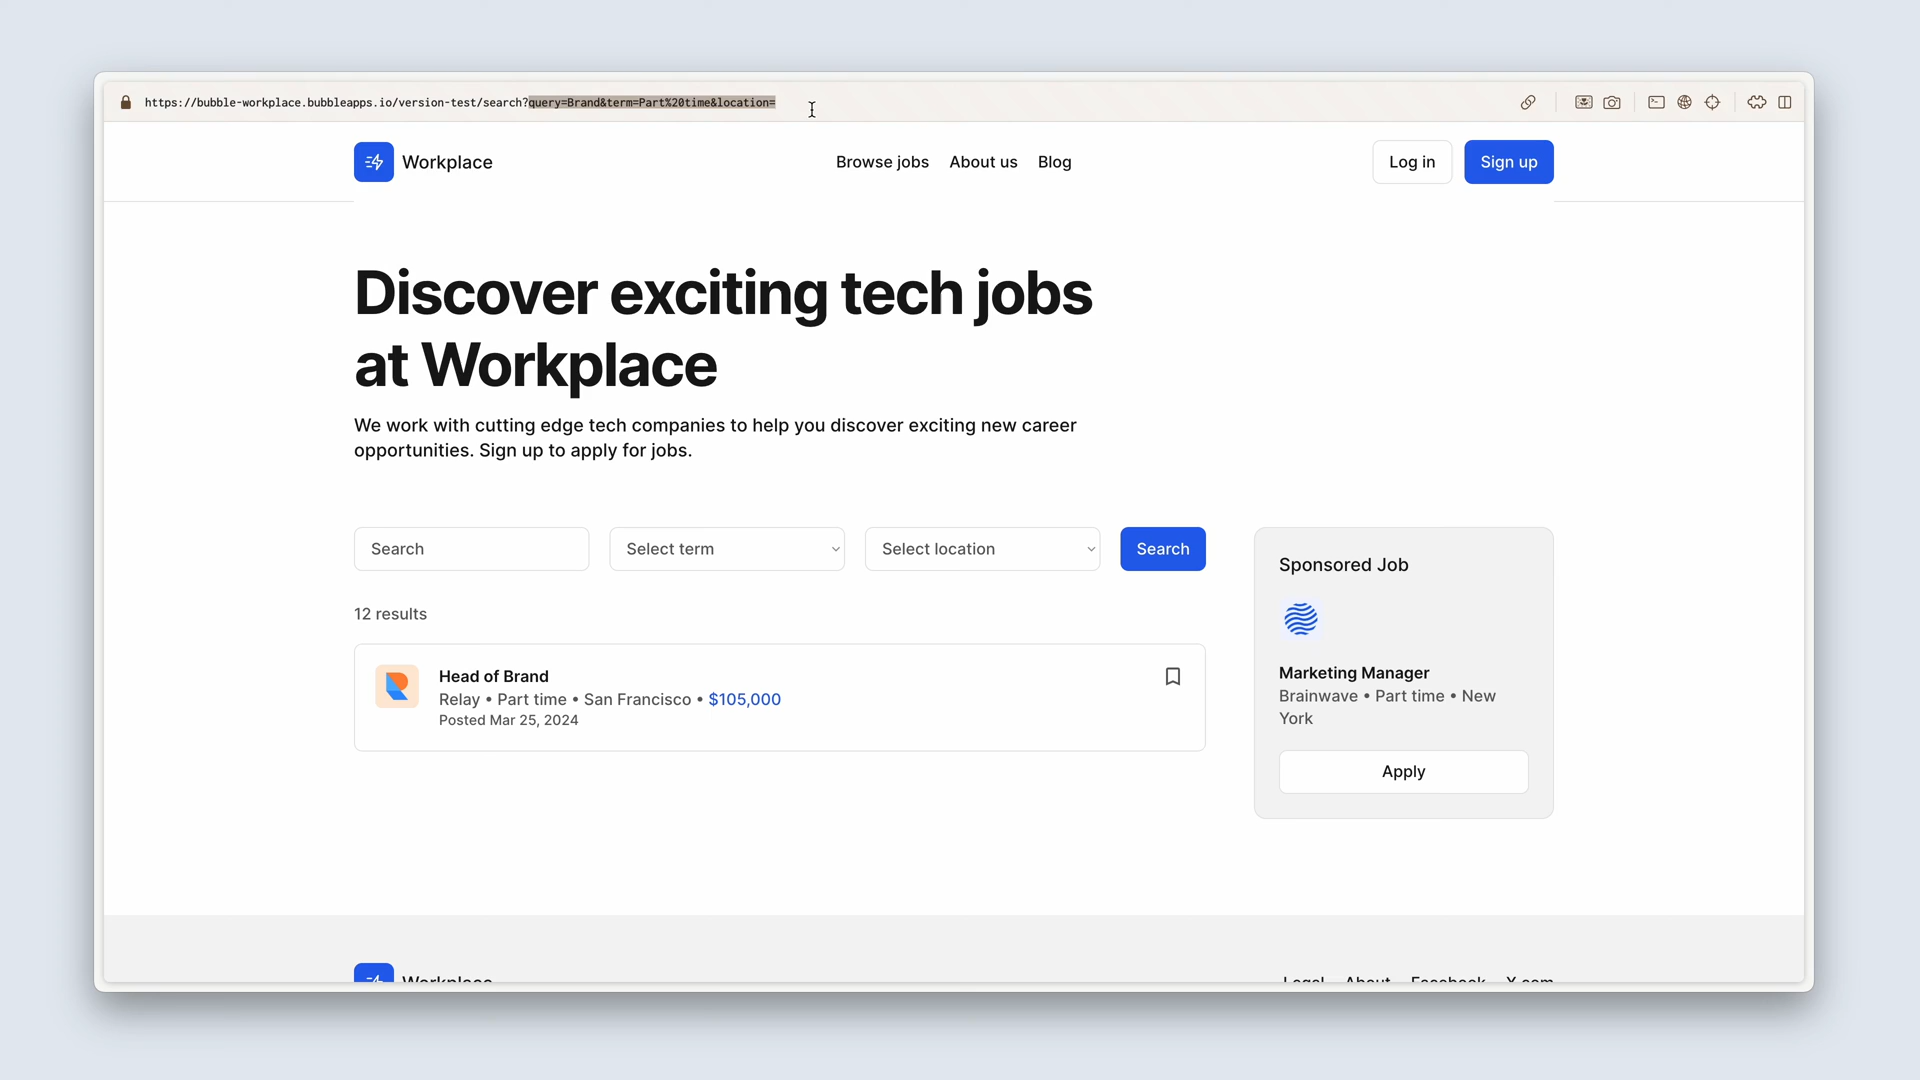 https://bubble-workplace.bubbleapps.io/version-test/search?query=Brand&term=Part%20time&location=
Workplace
Browse jobs
About us
Blog
Log in
Sign up
Discover exciting tech jobs
at Workplace
We work with cutting edge tech companies to help you discover exciting new career
opportunities. Sign up to apply for jobs.
Search
Select term
Select location
Search
12 results
Head of Brand
Relay • Part time • San Francisco • $105,000
Posted Mar 25, 2024
Sponsored Job
Marketing Manager
Brainwave • Part time • New
York
Apply
Workplace
Legal
About
Facebook
X.com